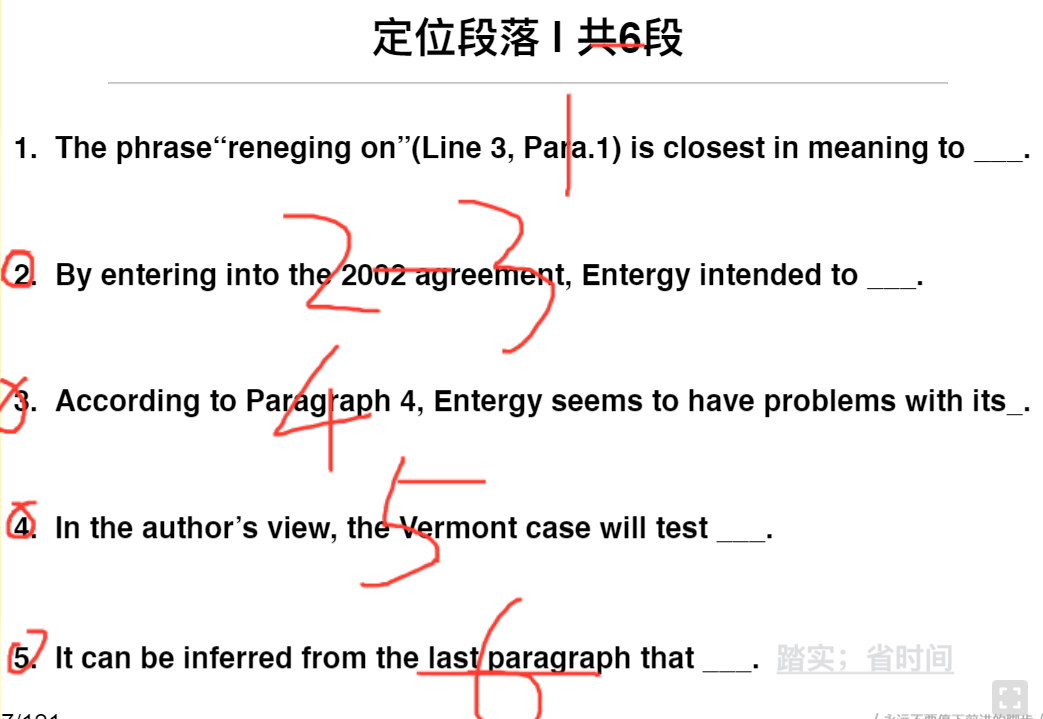 定位段落 I 共6段
1. The phrase“reneging on”(Line 3, Para.1) is closest in meaning to ___.
1
2. By entering into the 2002 agreement, Entergy intended to ___.
2-3
3. According to Paragraph 4, Entergy seems to have problems with its_.
4
4. In the author’s view, the Vermont case will test ___.
5
5. It can be inferred from the last paragraph that ___. 踏实；省时间
6